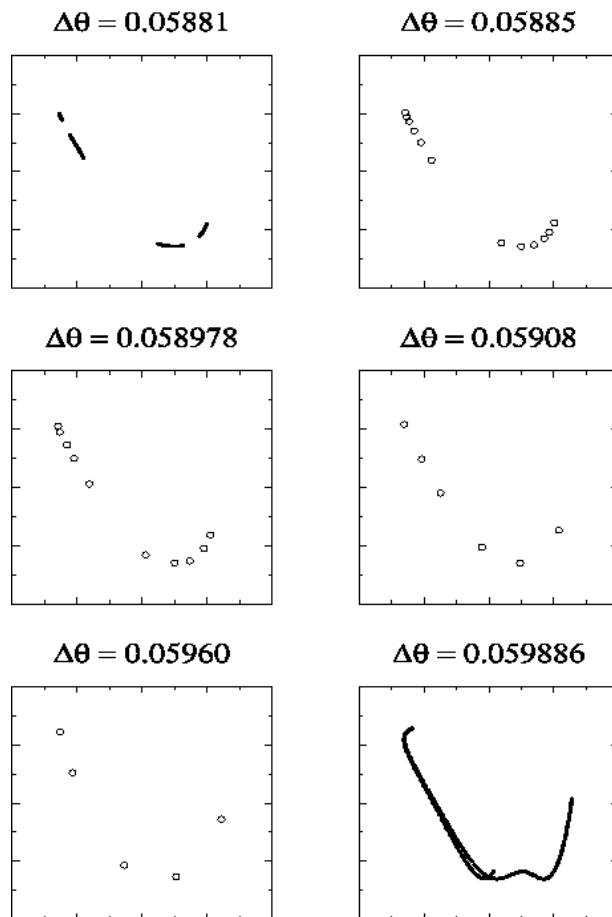 Δθ = 0.05881
Δθ = 0.05885
Δθ = 0.058978
Δθ = 0.05908
Δθ = 0.05960
Δθ = 0.059886